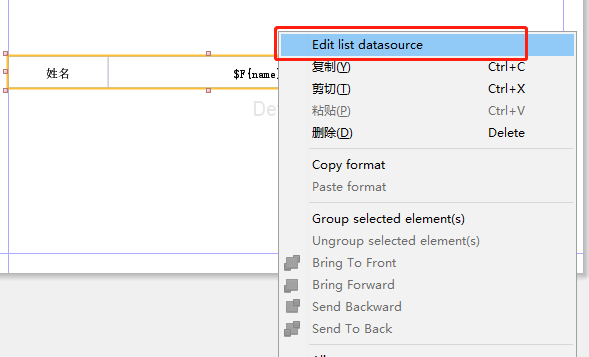 Edit list datasource
姓名
$F{name}
复制(Y) Ctrl+C
剪切(T) Ctrl+X
粘贴(P) Ctrl+V
删除(D) Delete
Copy format
Paste format
Group selected element(s)
Ungroup selected element(s)
Bring To Front
Bring Forward
Send Backward
Send To Back